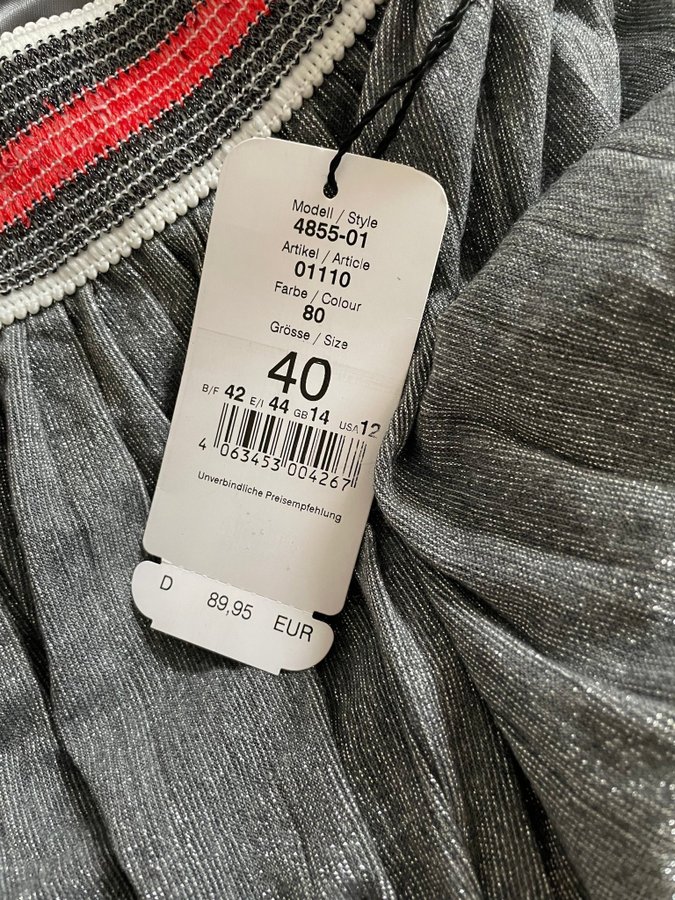 Modell / Style
4855-01
Artikel / Article
01110
Farbe / Colour
80
Grösse / Size
40
B/F 42 E/I 44 GB 14 USA 12
4 063453 004267
Unverbindliche Preisempfehlung
D 89,95 EUR